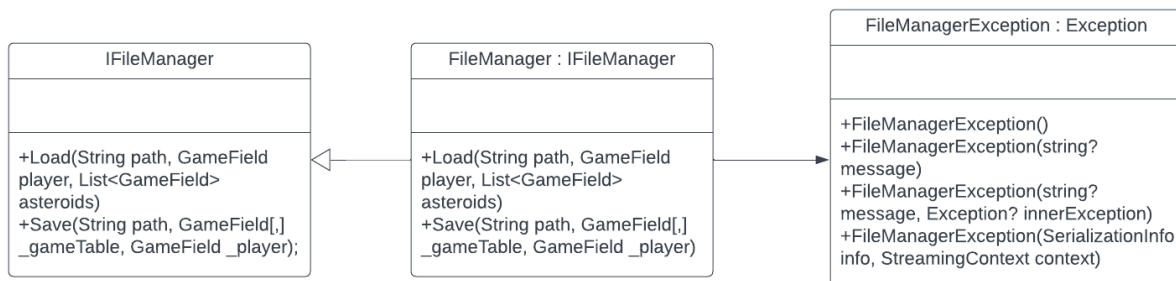 IFileManager
+Load(String path, GameField
player, List<GameField>
asteroids)
+Save(String path, GameField[,]
_gameTable, GameField _player);
FileManager : IFileManager
+Load(String path, GameField
player, List<GameField>
asteroids)
+Save(String path, GameField[,]
_gameTable, GameField _player)
FileManagerException : Exception
+FileManagerException()
+FileManagerException(string?
message)
+FileManagerException(string?
message, Exception? innerException)
+FileManagerException(SerializationInfo
info, StreamingContext context)